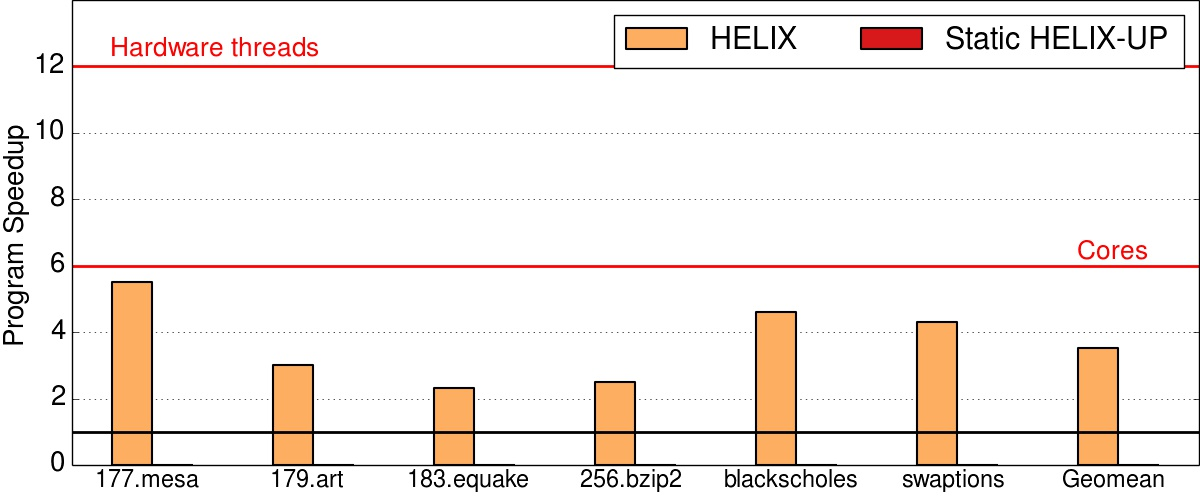 HELIX
Static HELIX-UP
Hardware threads
Cores
Program Speedup
12
10
8
6
4
2
0
177.mesa
179.art
183.equake
256.bzip2
blackscholes
swaptions
Geomean